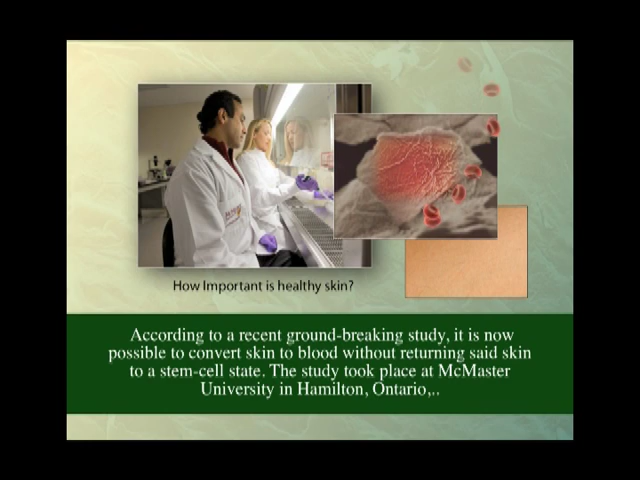 How Important is healthy skin?
According to a recent ground-breaking study, it is now
possible to convert skin to blood without returning said skin
to a stem-cell state. The study took place at McMaster
University in Hamilton, Ontario,..